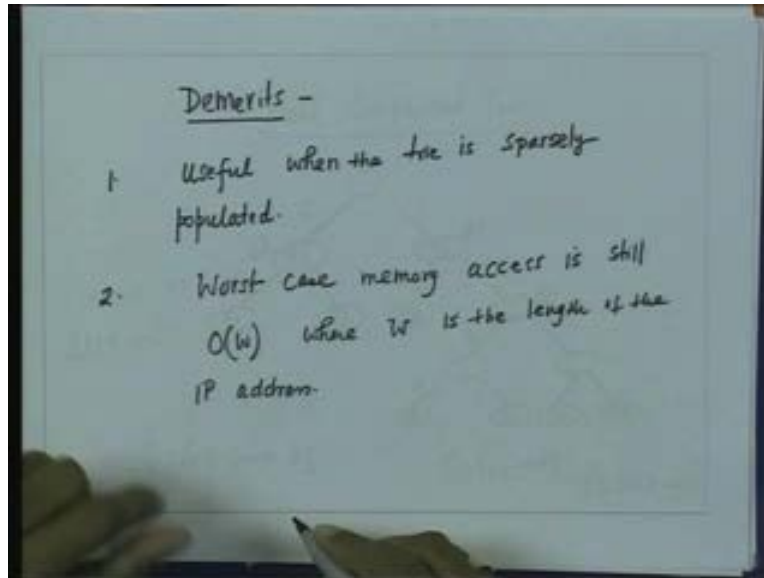 Demerits -
1. Useful when the trie is sparsely
populated.
2. Worst case memory access is still
O(W) where W is the length of the
IP address.